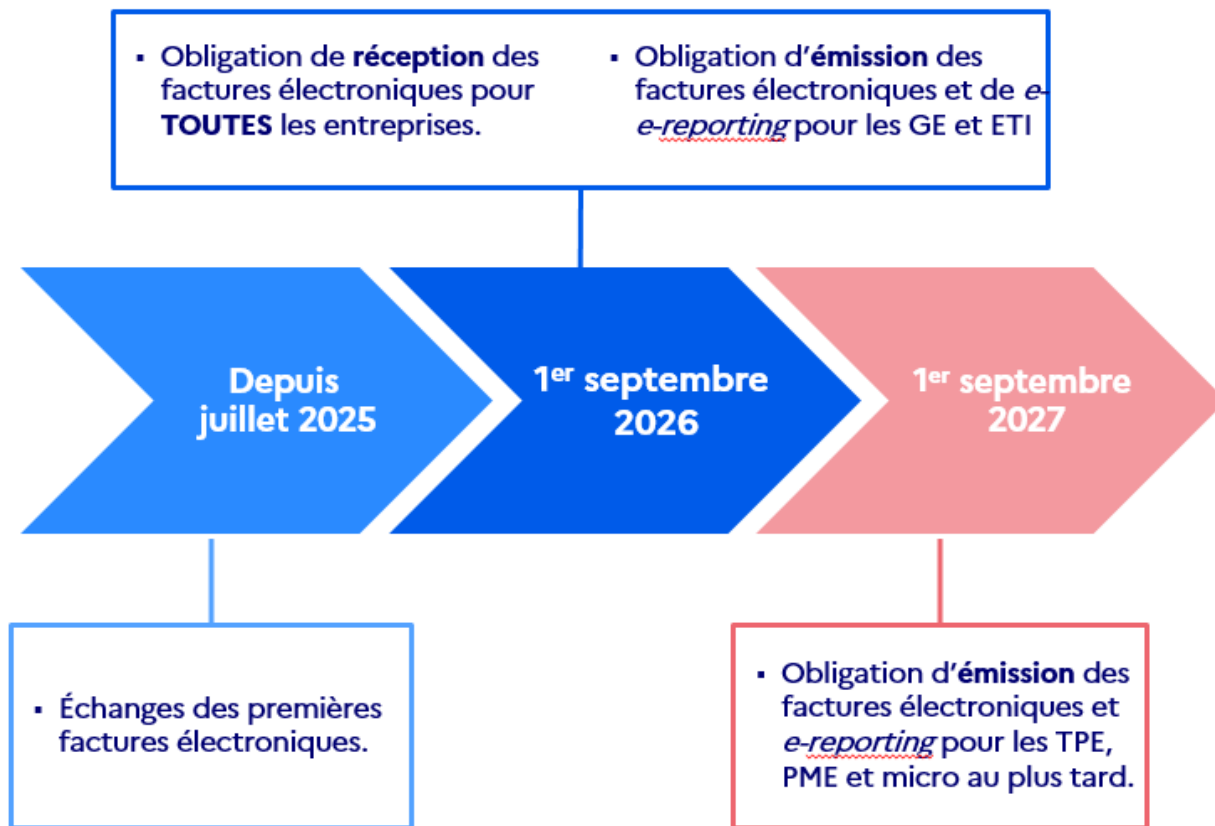 ▪ Obligation de réception des
factures électroniques pour
TOUTES les entreprises.
▪ Obligation d’émission des
factures électroniques et de e-
e-reporting pour les GE et ETI
Depuis
juillet 2025
1er septembre
2026
1er septembre
2027
▪ Échanges des premières
factures électroniques.
▪ Obligation d’émission des
factures électroniques et
e-reporting pour les TPE,
PME et micro au plus tard.